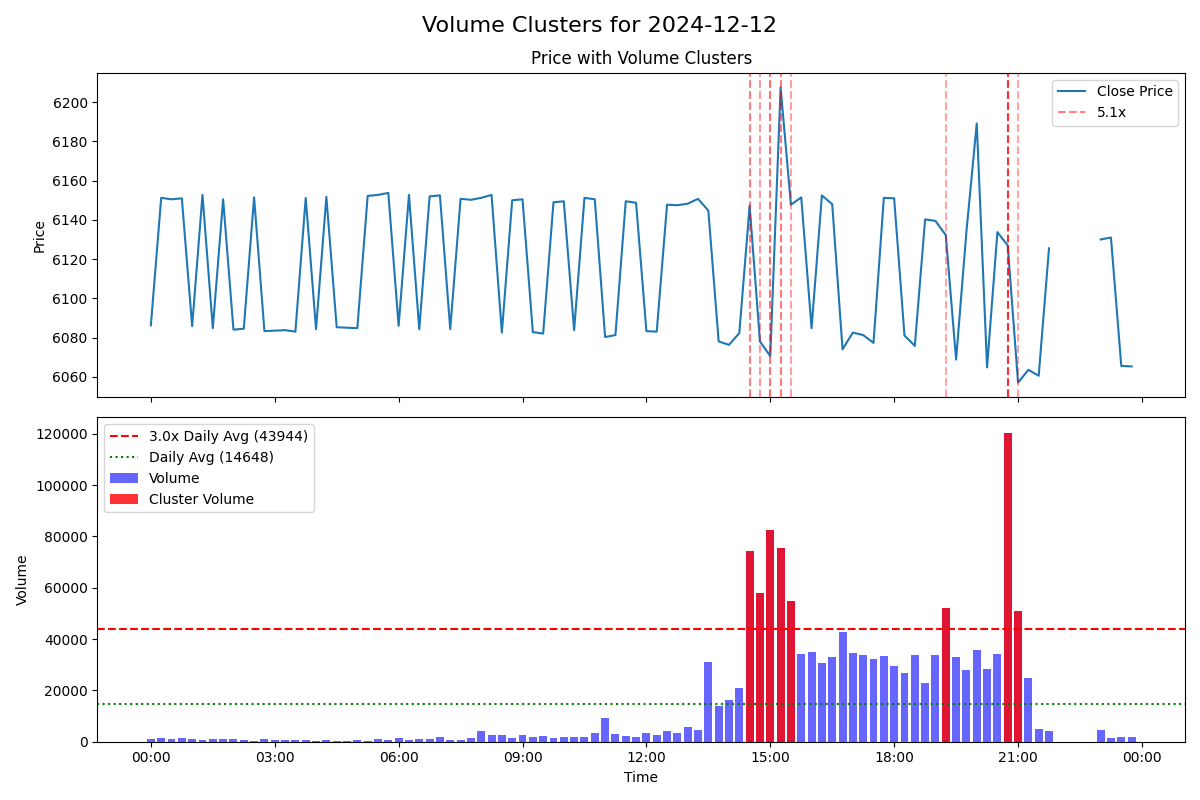 Volume Clusters for 2024-12-12
Price with Volume Clusters
Price
6200
6180
6160
6140
6120
6100
6080
6060
Close Price
5.1x
Volume
120000
100000
80000
60000
40000
20000
0
3.0x Daily Avg (43944)
Daily Avg (14648)
Volume
Cluster Volume
00:00 03:00 06:00 09:00 12:00 15:00 18:00 21:00 00:00
Time